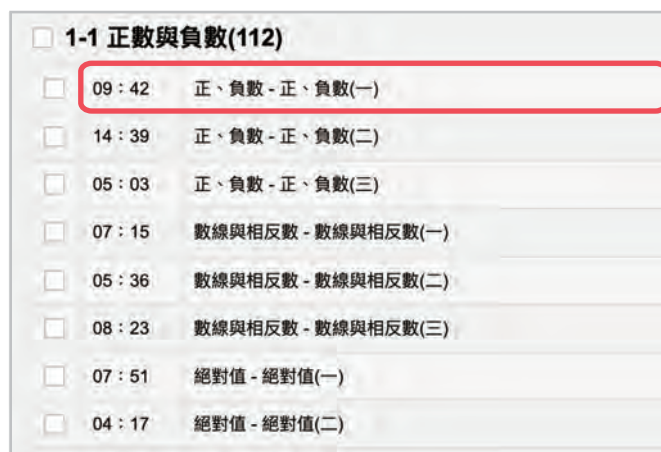 1-1 正數與負數(112)
09：42 正、負數 - 正、負數(一)
14：39 正、負數 - 正、負數(二)
05：03 正、負數 - 正、負數(三)
07：15 數線與相反數 - 數線與相反數(一)
05：36 數線與相反數 - 數線與相反數(二)
08：23 數線與相反數 - 數線與相反數(三)
07：51 絕對值 - 絕對值(一)
04：17 絕對值 - 絕對值(二)